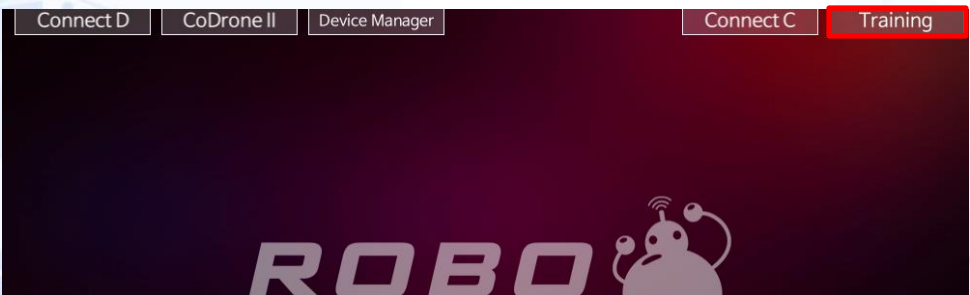 Connect D CoDrone II Device Manager Connect C Training
ROBO